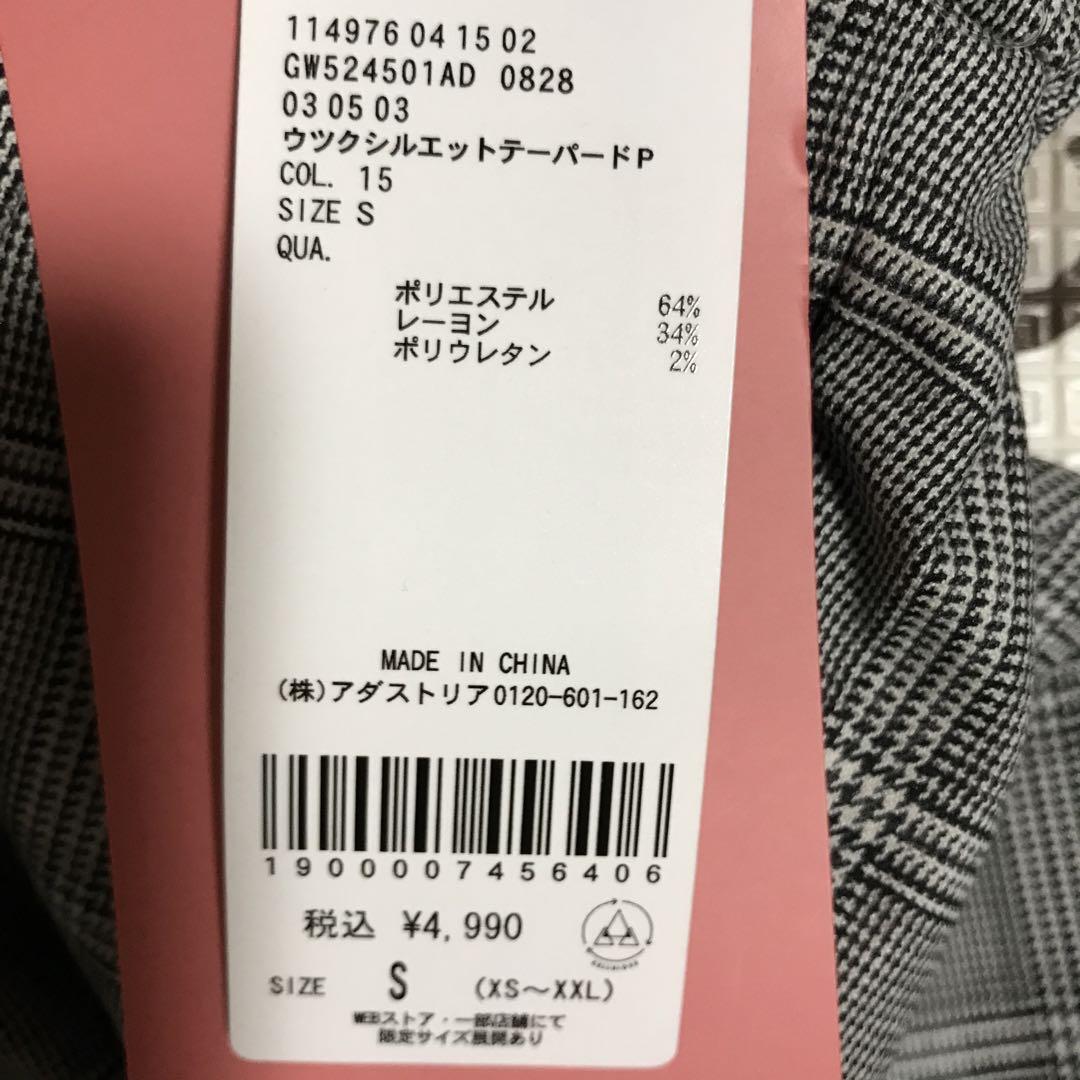 114976 04 15 02
GW524501AD 0828
03 05 03
ウツクシルエットテーパードP
COL. 15
SIZE S
QUA.
ポリエステル 64%
レーヨン 34%
ポリウレタン 2%
MADE IN CHINA
(株)アダストリア0120-601-162
1900007456406
税込 ¥4,990
SIZE S (XS～XXL)
WEBストア・一部店舗にて
限定サイズ展開あり